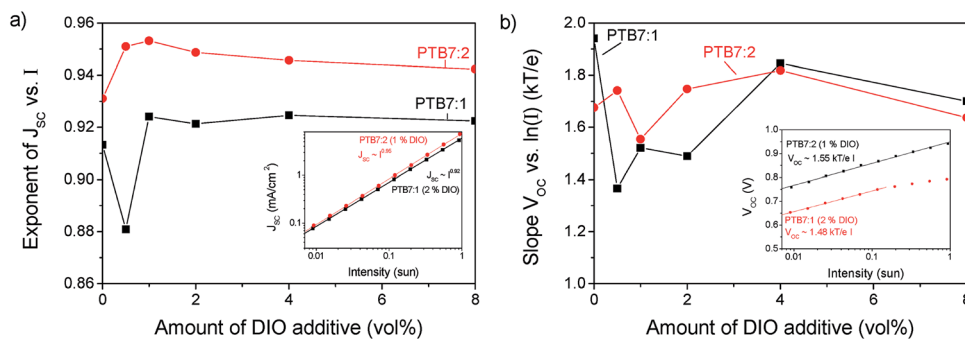 a)
Exponent of JSC vs. I
0.96
0.94
0.92
0.90
0.88
0.86
PTB7:2
PTB7:1
JSC (mA/cm2)
1
0.1
PTB7:2 (1 % DIO)
JSC ~ I0.95
JSC ~ I0.92
PTB7:1 (2 % DIO)
0.01 0.1 1
Intensity (sun)
0 2 4 6 8
Amount of DIO additive (vol%)
b)
Slope VOC vs. ln(I) (kT/e)
2.0
1.8
1.6
1.4
1.2
1.0
PTB7:1
PTB7:2
VOC (V)
1.0
0.9
0.8
0.7
0.6
0.5
PTB7:2 (1 % DIO)
VOC ~ 1.55 kT/e I
PTB7:1 (2 % DIO)
VOC ~ 1.48 kT/e I
0.01 0.1 1
Intensity (sun)
0 2 4 6 8
Amount of DIO additive (vol%)